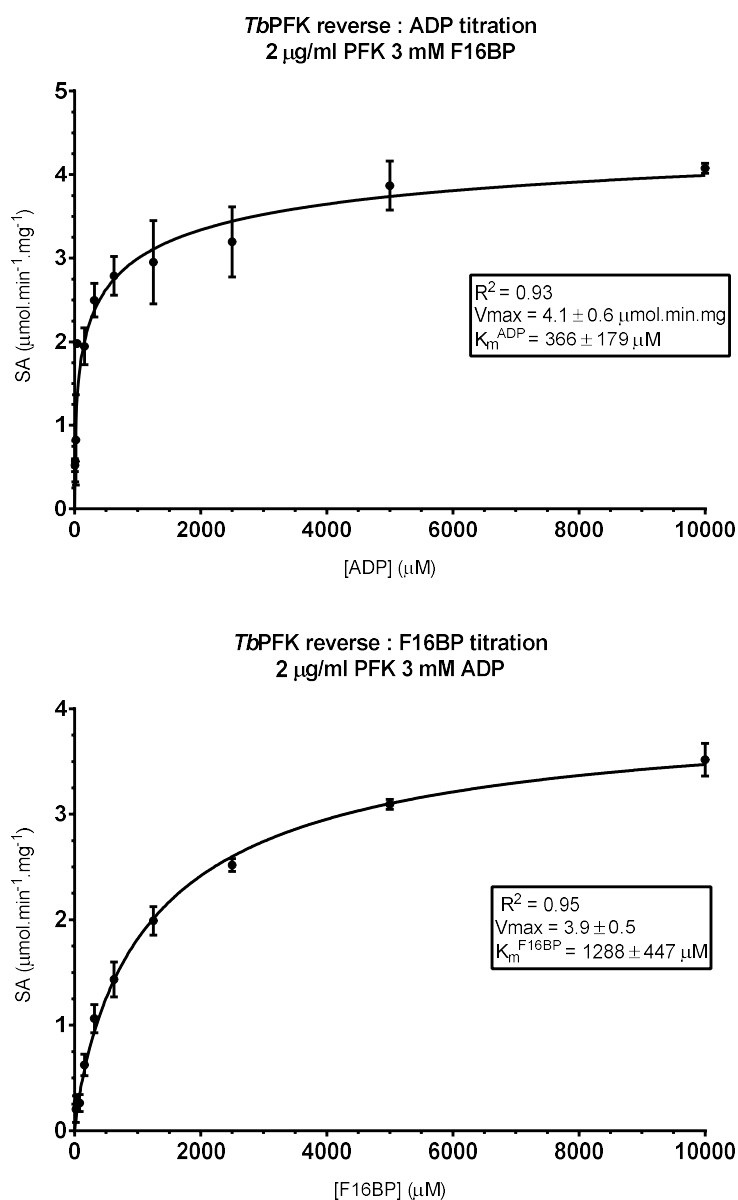 TbPFK reverse : ADP titration
2 μg/ml PFK 3 mM F16BP
5
4
3
2
1
0
SA (μmol.min⁻¹.mg⁻¹)
R² = 0.93
Vmax = 4.1 ± 0.6 μmol.min.mg
Kₘᴬᴰᴾ = 366 ± 179 μM
0 2000 4000 6000 8000 10000
[ADP] (μM)
TbPFK reverse : F16BP titration
2 μg/ml PFK 3 mM ADP
4
3
2
1
0
SA (μmol.min⁻¹.mg⁻¹)
R² = 0.95
Vmax = 3.9 ± 0.5
Kₘ^F16BP = 1288 ± 447 μM
0 2000 4000 6000 8000 10000
[F16BP] (μM)